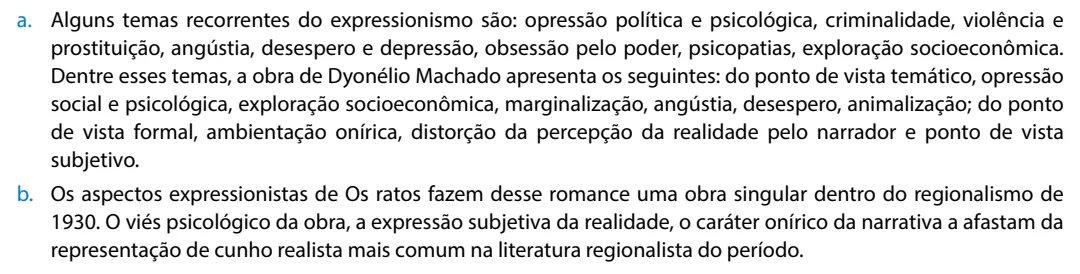 a. Alguns temas recorrentes do expressionismo são: opressão política e psicológica, criminalidade, violência e
prostituição, angústia, desespero e depressão, obsessão pelo poder, psicopatias, exploração socioeconômica.
Dentre esses temas, a obra de Dyonélio Machado apresenta os seguintes: do ponto de vista temático, opressão
social e psicológica, exploração socioeconômica, marginalização, angústia, desespero, animalização; do ponto
de vista formal, ambientação onírica, distorção da percepção da realidade pelo narrador e ponto de vista
subjetivo.
b. Os aspectos expressionistas de Os ratos fazem desse romance uma obra singular dentro do regionalismo de
1930. O viés psicológico da obra, a expressão subjetiva da realidade, o caráter onírico da narrativa a afastam da
representação de cunho realista mais comum na literatura regionalista do período.